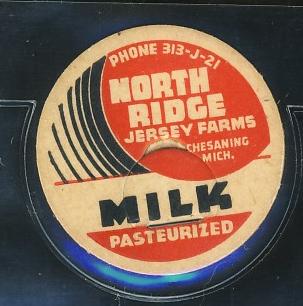 PHONE 313-J-21
NORTH
RIDGE
JERSEY FARMS
CHESANING
MICH.
MILK
PASTEURIZED